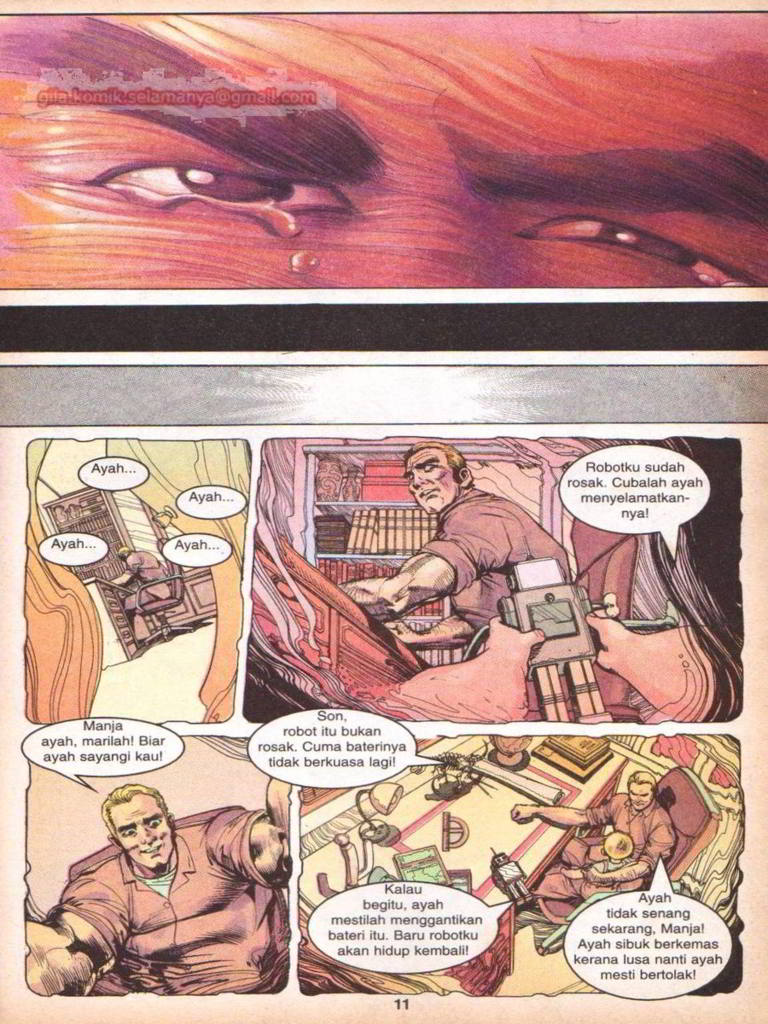 gila.komik.selamanya@gmail.com
Ayah...
Ayah...
Ayah...
Ayah...
Robotku sudah
rosak. Cubalah ayah
menyelamatkan-
nya!
Manja
ayah, marilah! Biar
ayah sayangi kau!
Son,
robot itu bukan
rosak. Cuma baterinya
tidak berkuasa lagi!
Kalau
begitu, ayah
mestilah menggantikan
bateri itu. Baru robotku
akan hidup kembali!
Ayah
tidak senang
sekarang, Manja!
Ayah sibuk berkemas
kerana lusa nanti ayah
mesti bertolak!
11